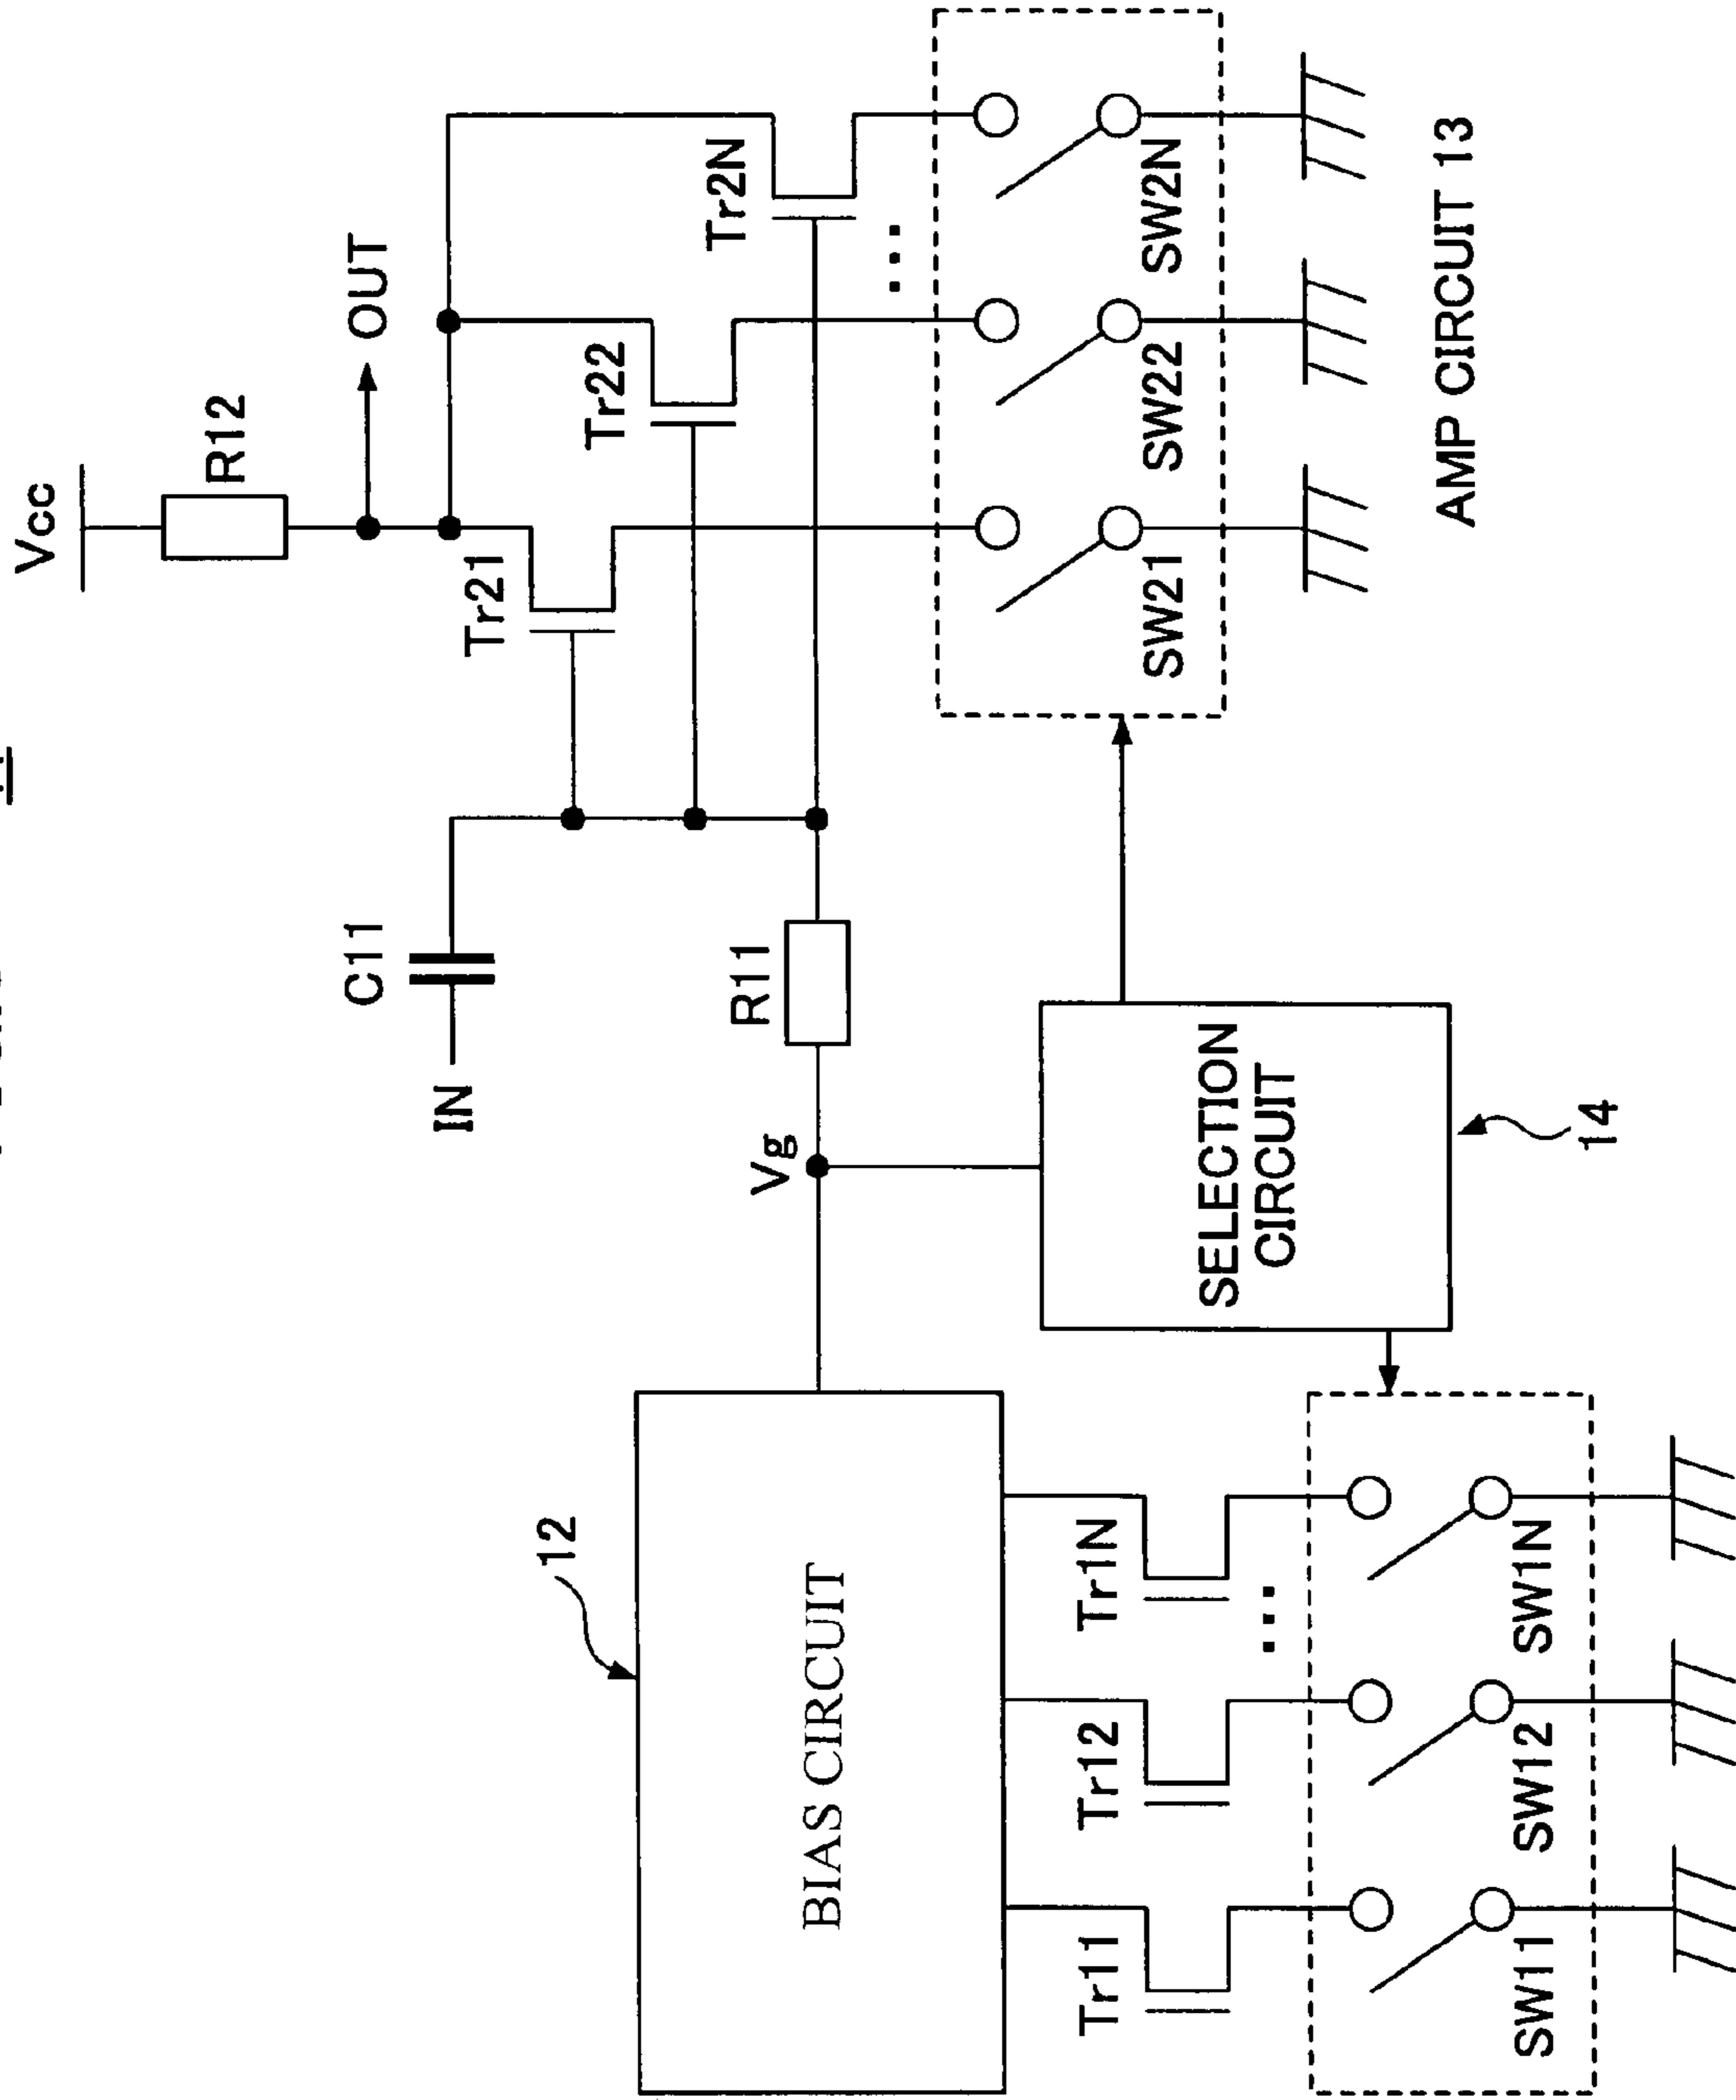 Vcc
R12
OUT
C11
IN
Tr21
Tr22
Tr2N
...
Vg
R11
12
BIAS CIRCUIT
SELECTION
CIRCUIT
14
SW21
SW22
SW2N
AMP CIRCUIT 13
Tr11
Tr12
Tr1N
...
SW11
SW12
SW1N